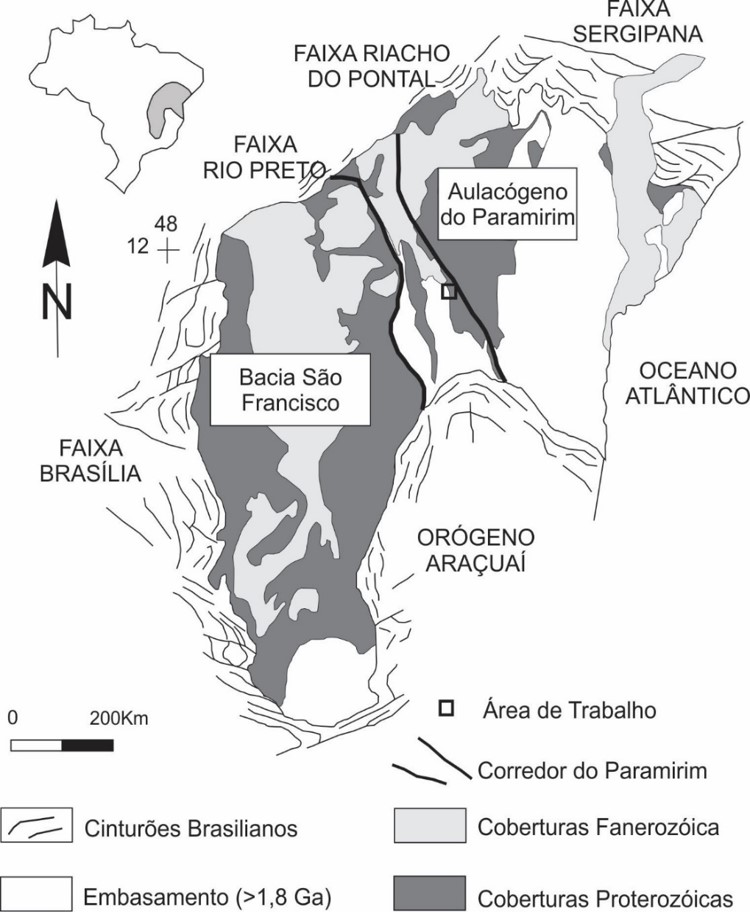 FAIXA
SERGIPANA
FAIXA RIACHO
DO PONTAL
FAIXA
RIO PRETO
Aulacógeno
do Paramirim
48
12
N
Bacia São
Francisco
OCEANO
ATLÂNTICO
FAIXA
BRASÍLIA
ORÓGENO
ARAÇUAÍ
0 200Km
Área de Trabalho
Corredor do Paramirim
Cinturões Brasilianos
Coberturas Fanerozóica
Embasamento (>1,8 Ga)
Coberturas Proterozóicas